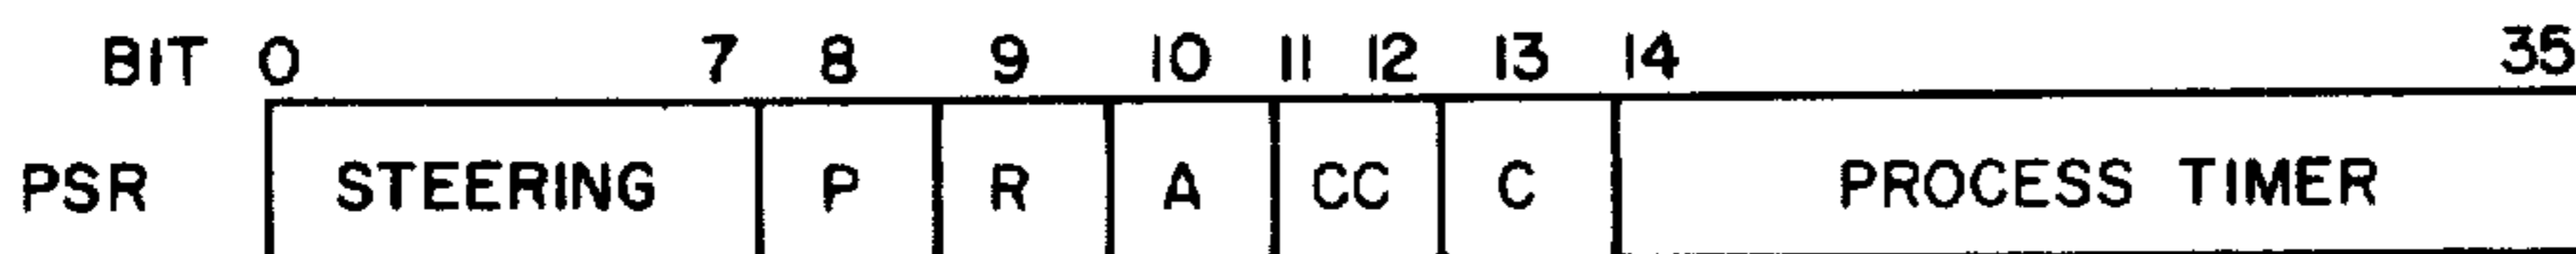 BIT 0 7 8 9 10 11 12 13 14 35
PSR STEERING P R A CC C PROCESS TIMER